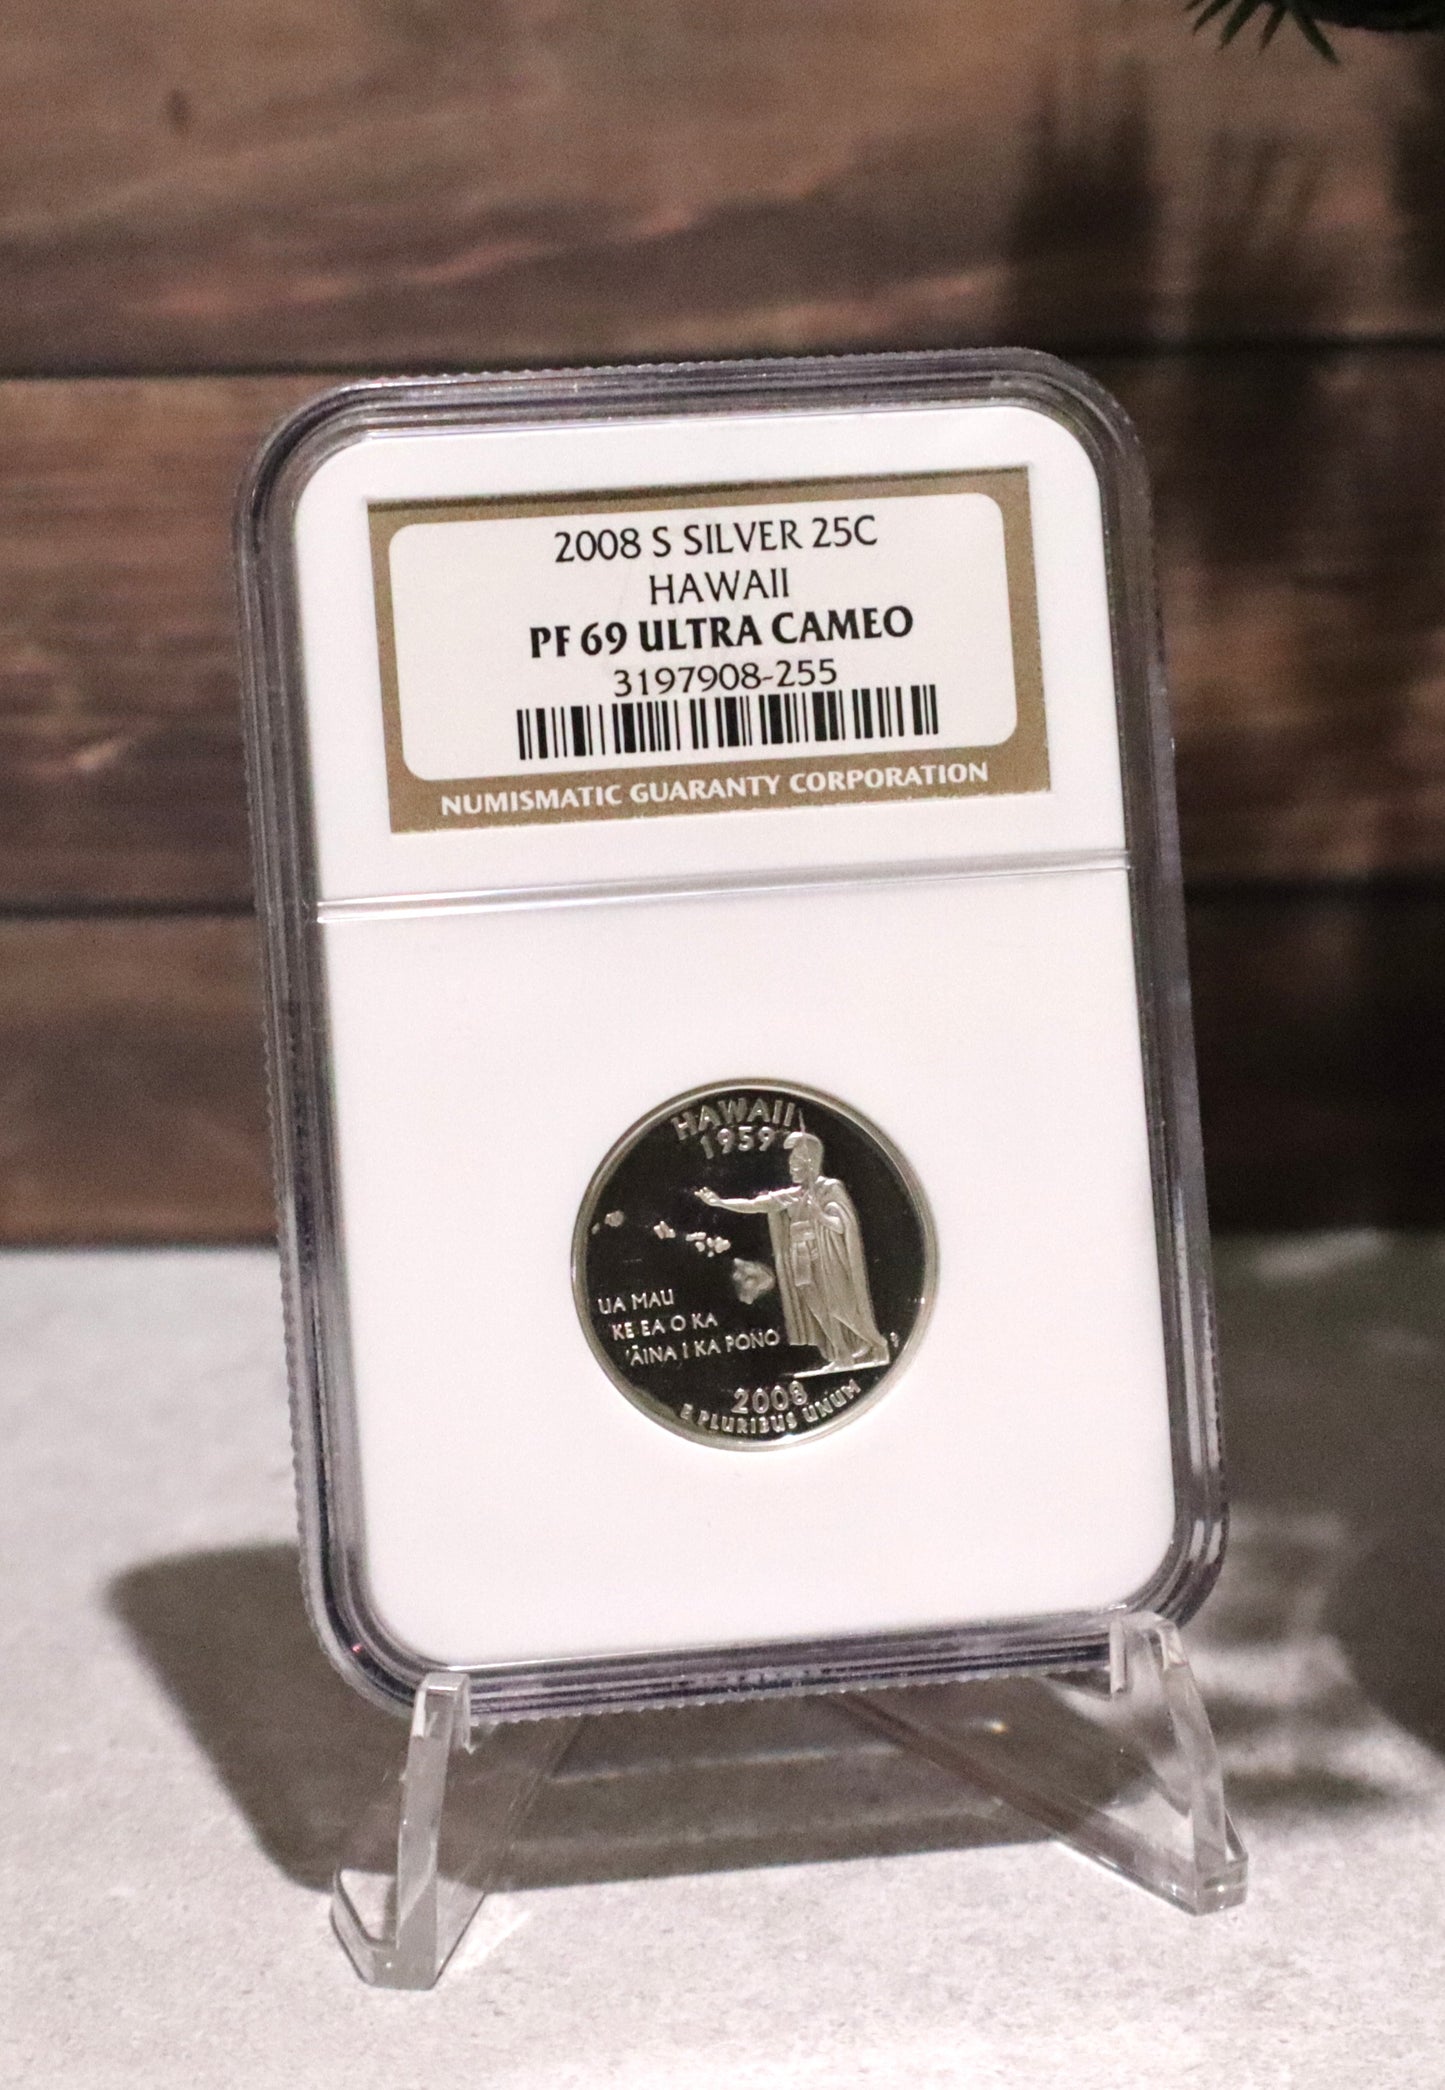 2008 S SILVER 25C
HAWAII
PF 69 ULTRA CAMEO
3197908-255
NUMISMATIC GUARANTY CORPORATION
HAWAII
1959
UA MAU
KE EA O KA
'ĀINA I KA PONO
2008
E PLURIBUS UNUM